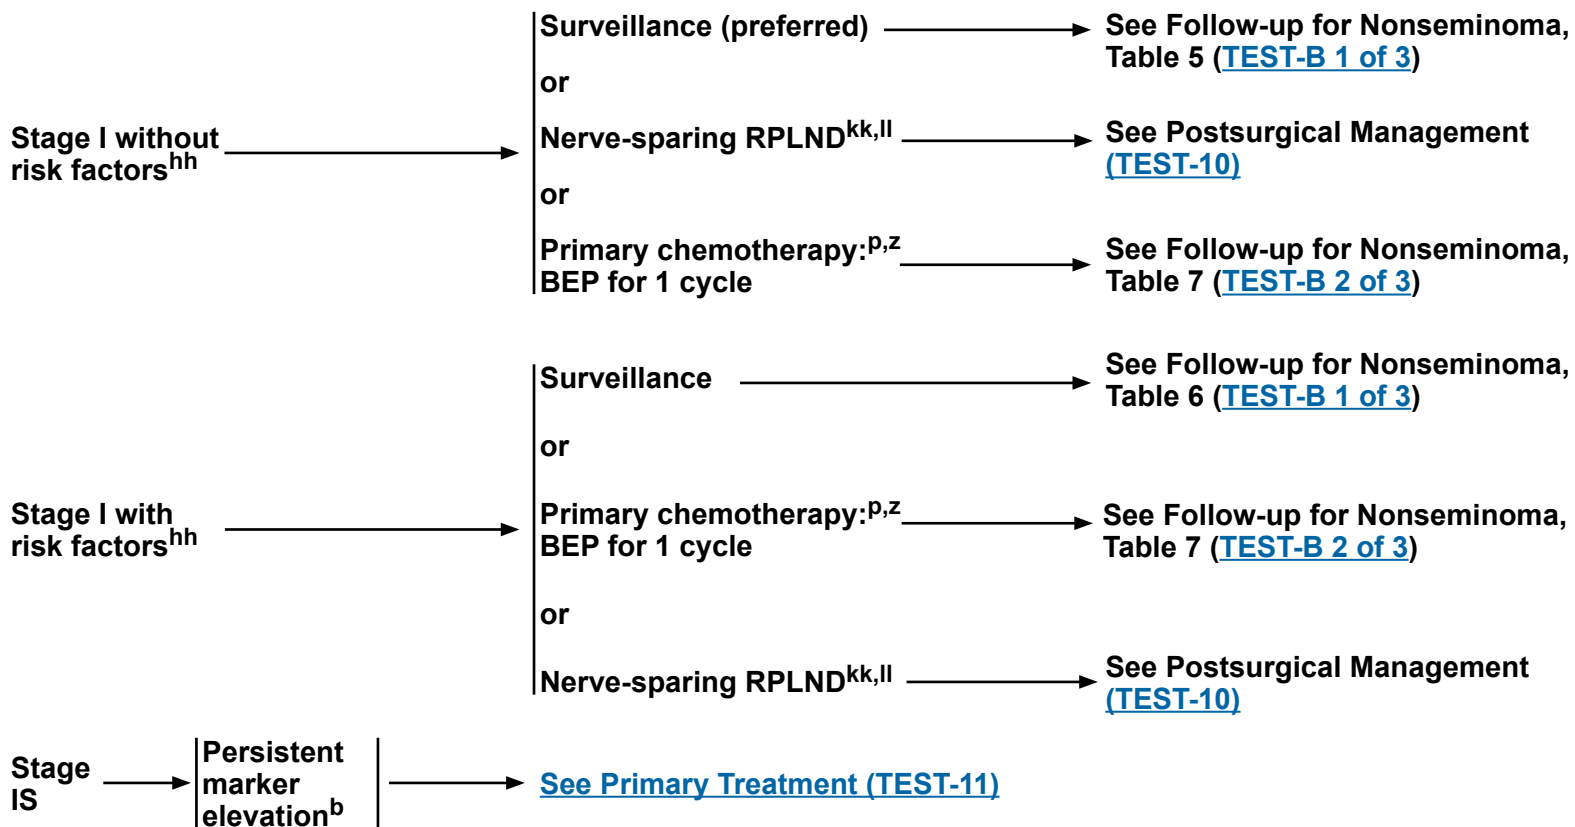 Stage I without
risk factorshh
Surveillance (preferred)
or
Nerve-sparing RPLNDkk,ll
or
Primary chemotherapy:p,z
BEP for 1 cycle
See Follow-up for Nonseminoma,
Table 5 (TEST-B 1 of 3)
See Postsurgical Management
(TEST-10)
See Follow-up for Nonseminoma,
Table 7 (TEST-B 2 of 3)
Stage I with
risk factorshh
Surveillance
or
Primary chemotherapy:p,z
BEP for 1 cycle
or
Nerve-sparing RPLNDkk,ll
See Follow-up for Nonseminoma,
Table 6 (TEST-B 1 of 3)
See Follow-up for Nonseminoma,
Table 7 (TEST-B 2 of 3)
See Postsurgical Management
(TEST-10)
Stage
IS
Persistent
marker
elevationb
See Primary Treatment (TEST-11)